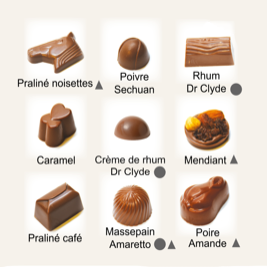 Praliné noisettes
Poivre
Sechuan
Rhum
Dr Clyde
Caramel
Crème de rhum
Dr Clyde
Mendiant
Praliné café
Massepain
Amaretto
Poire
Amande